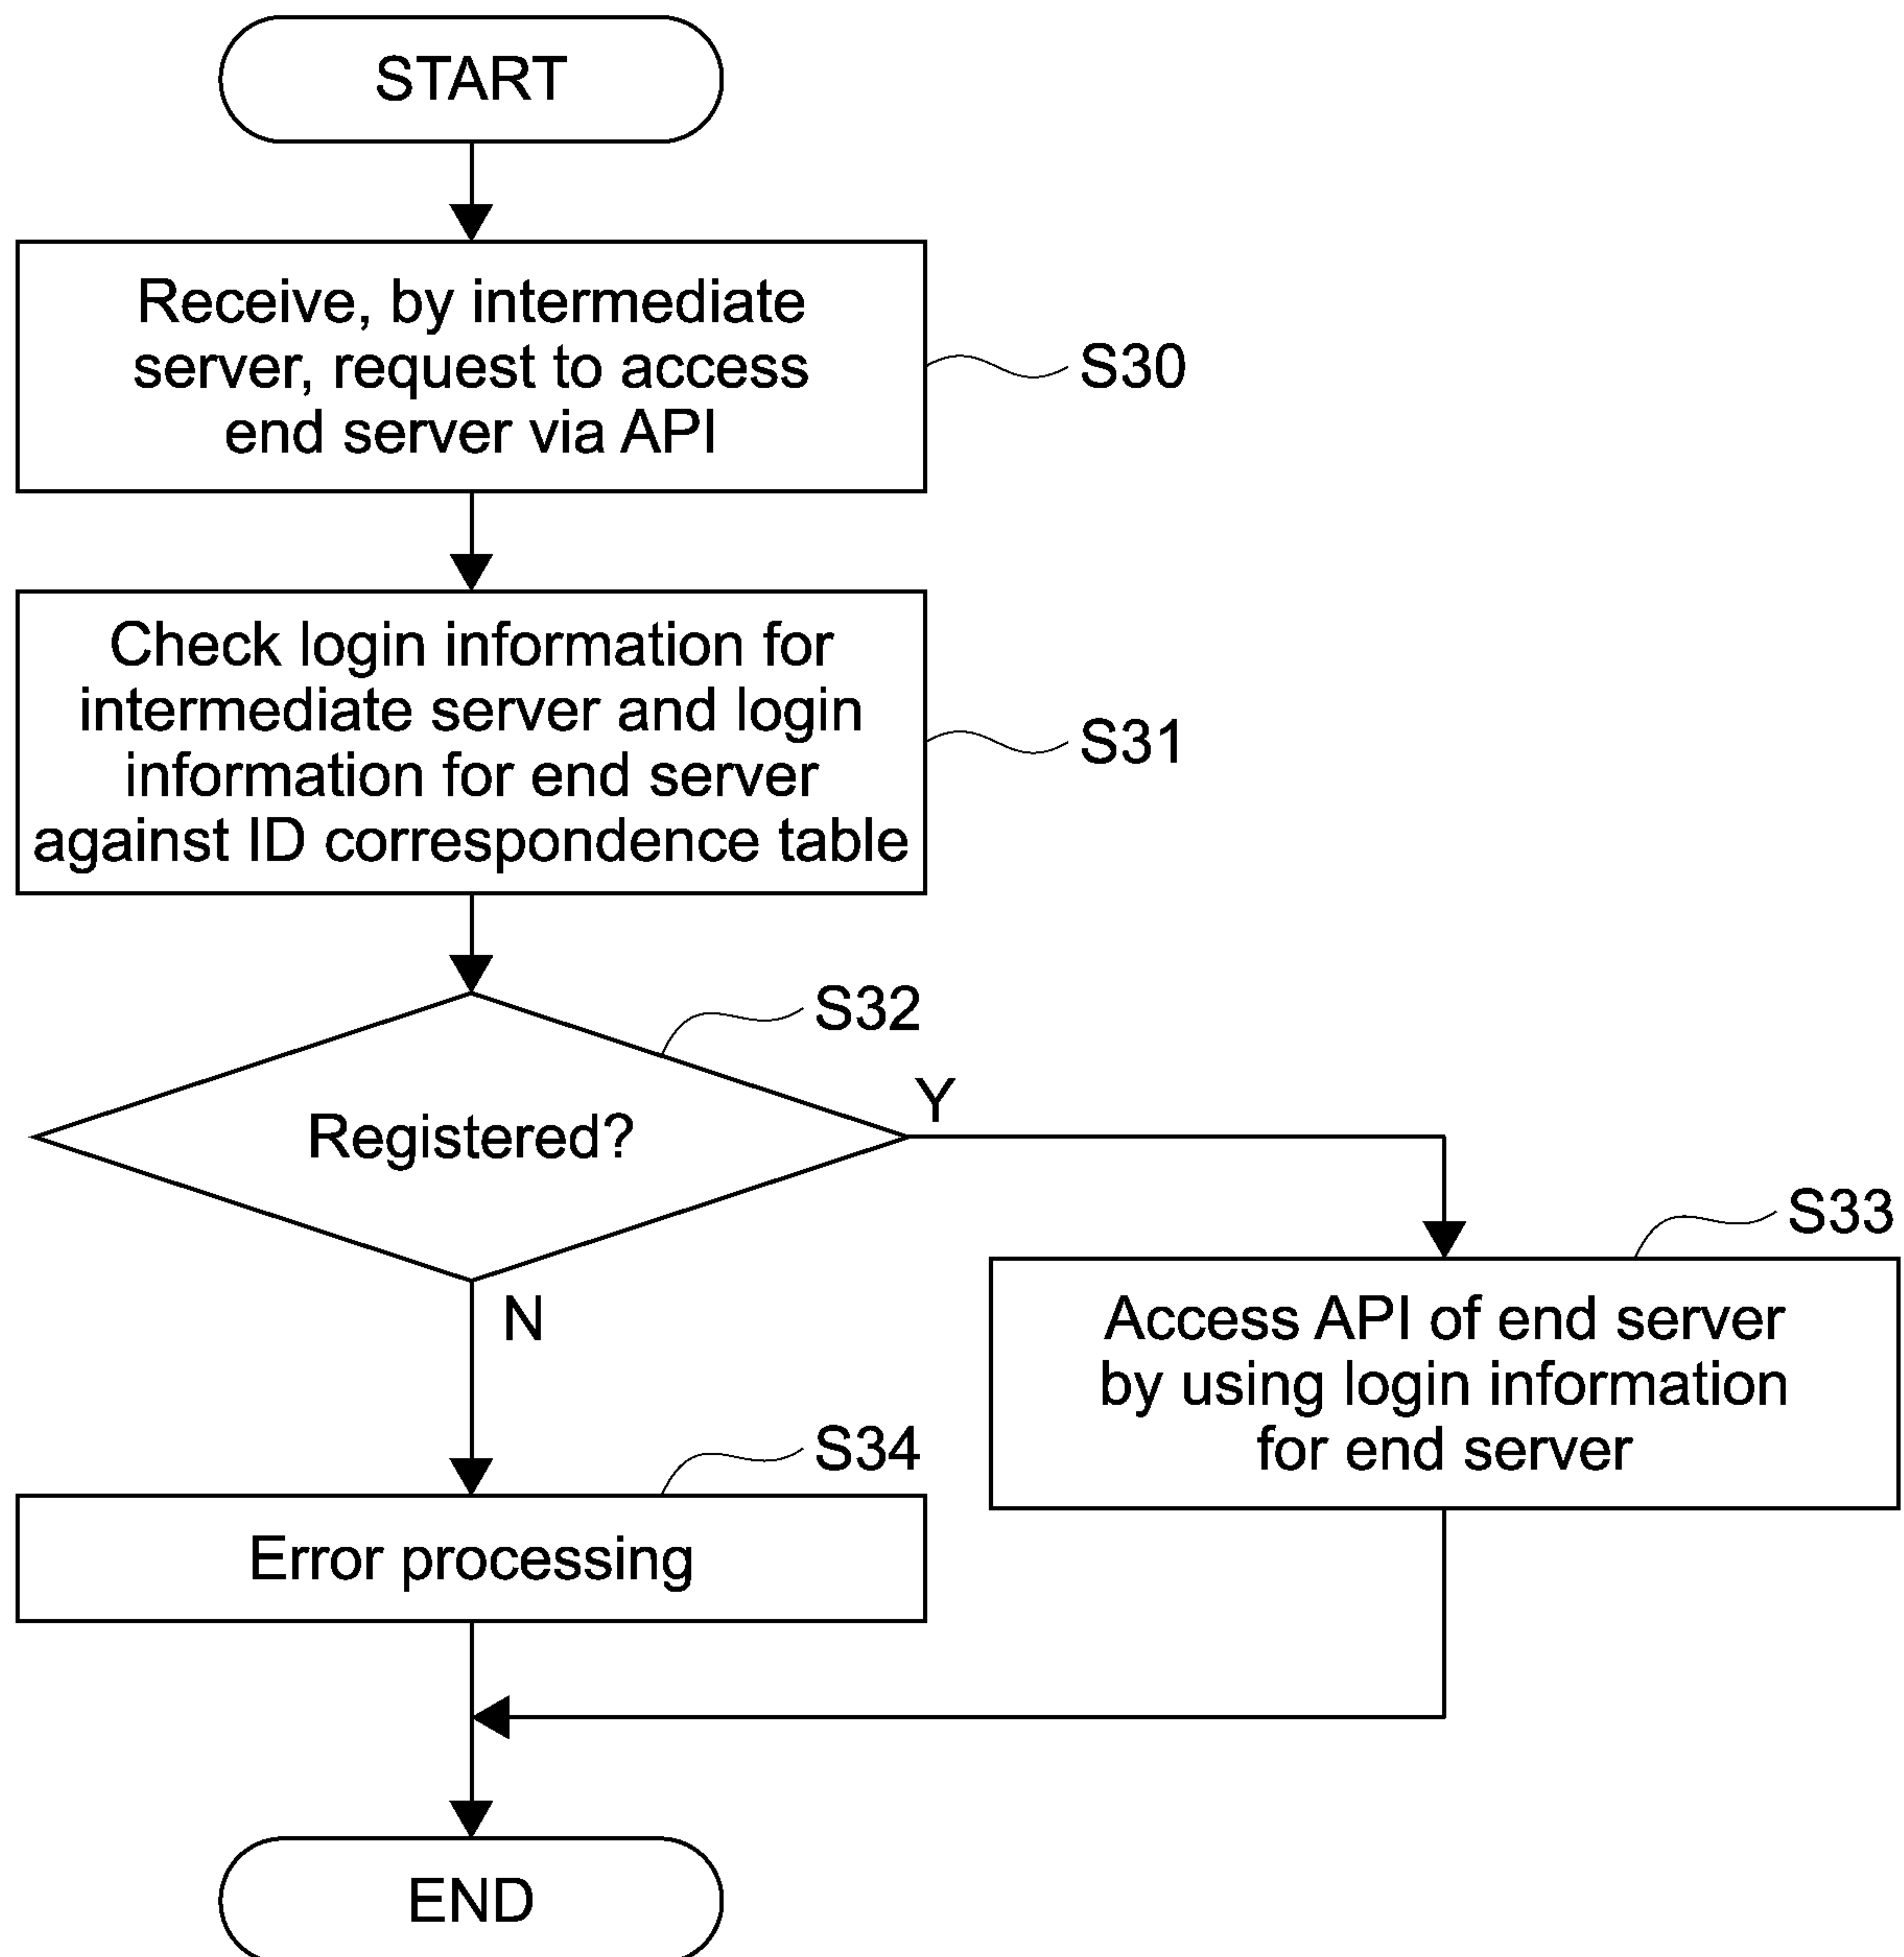 START
Receive, by intermediate
server, request to access
end server via API
S30
Check login information for
intermediate server and login
information for end server
against ID correspondence table
S31
S32
Registered?
Y
N
S33
Access API of end server
by using login information
for end server
S34
Error processing
END